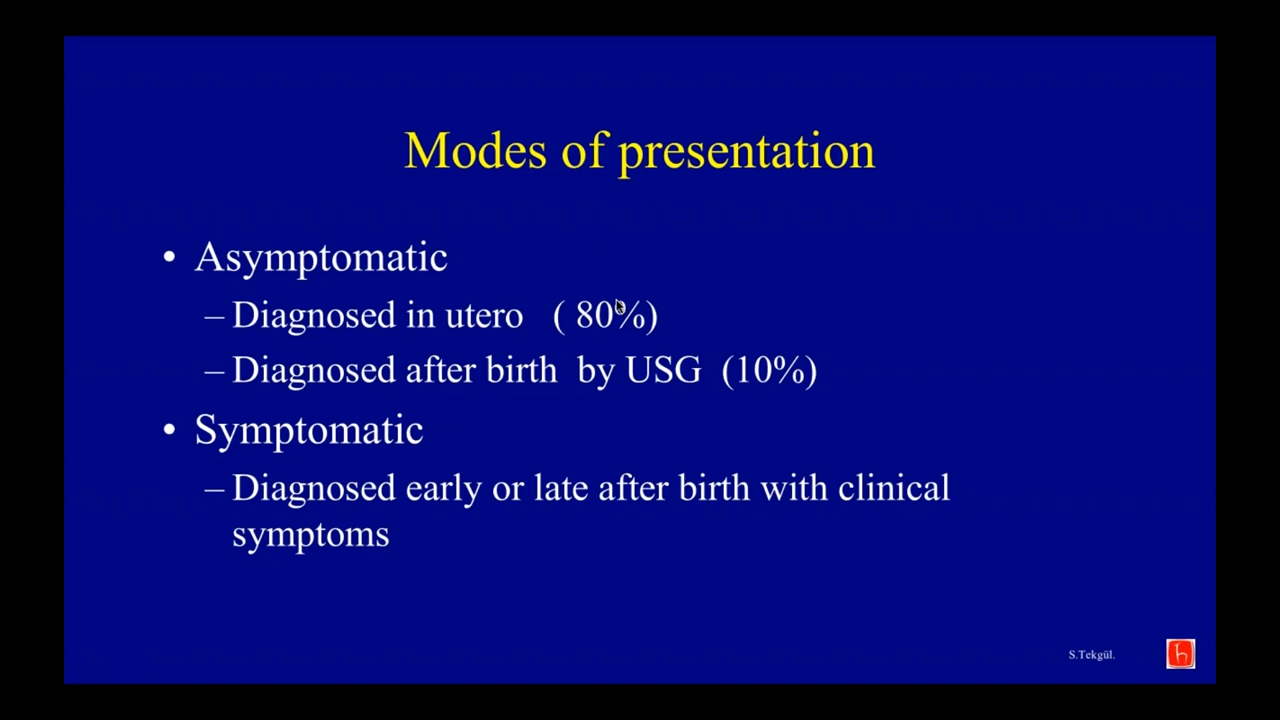 Modes of presentation
• Asymptomatic
– Diagnosed in utero ( 80%)
– Diagnosed after birth by USG (10%)
• Symptomatic
– Diagnosed early or late after birth with clinical
symptoms
S.Tekgül.